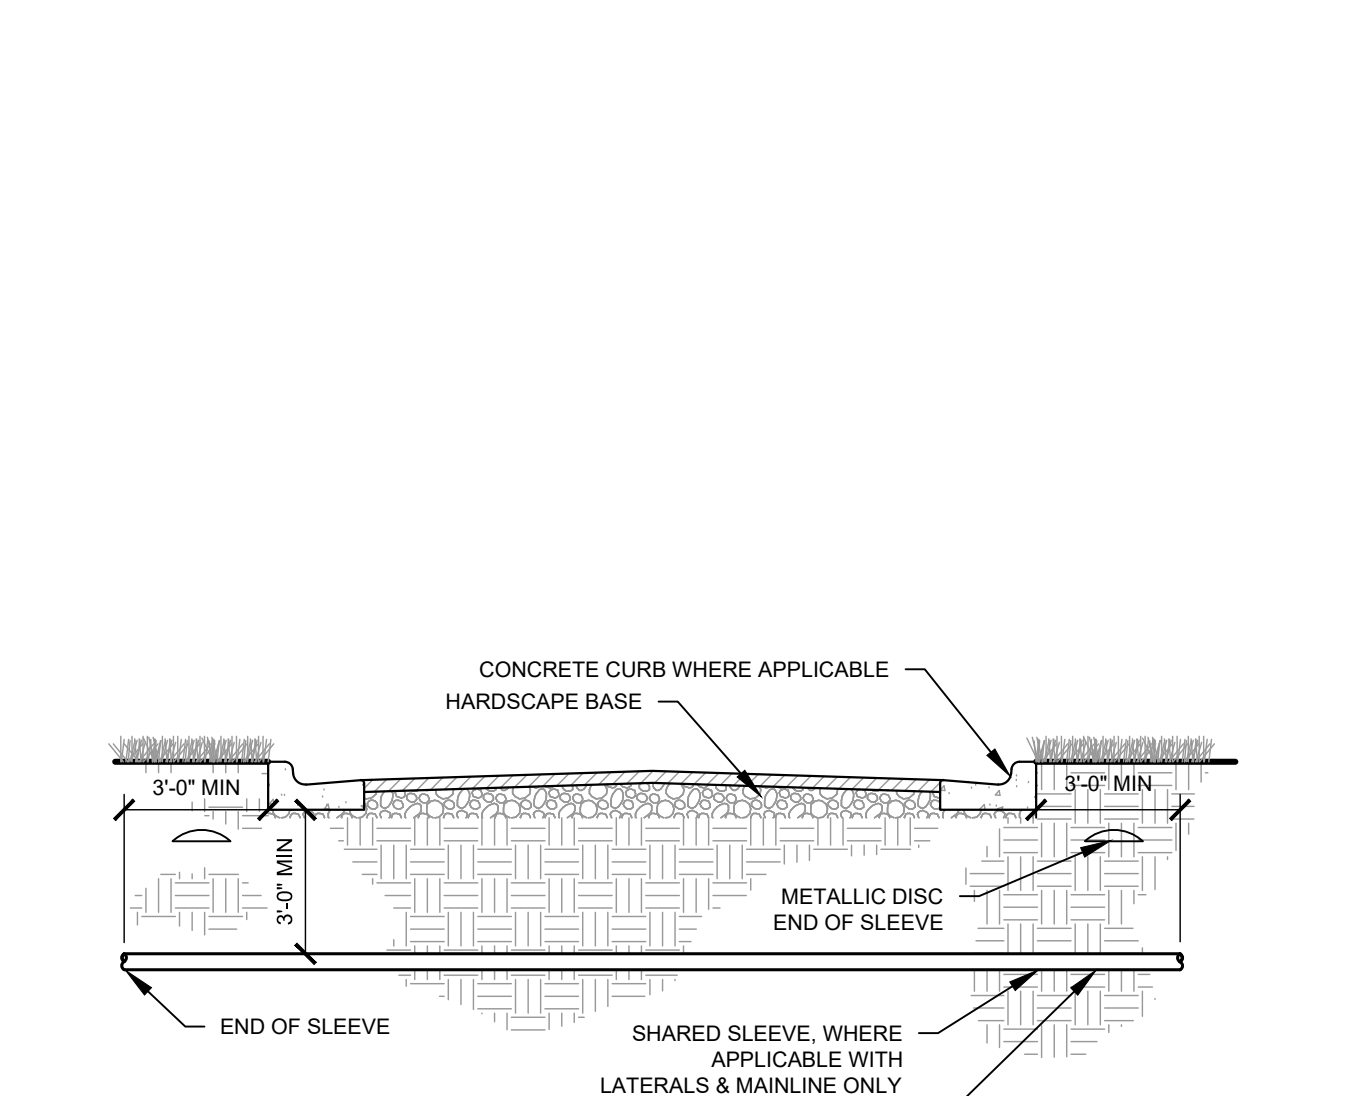 CONCRETE CURB WHERE APPLICABLE
HARDSCAPE BASE
3'-0" MIN
3'-0" MIN
3'-0" MIN
METALLIC DISC
END OF SLEEVE
END OF SLEEVE
SHARED SLEEVE, WHERE
APPLICABLE WITH
LATERALS & MAINLINE ONLY